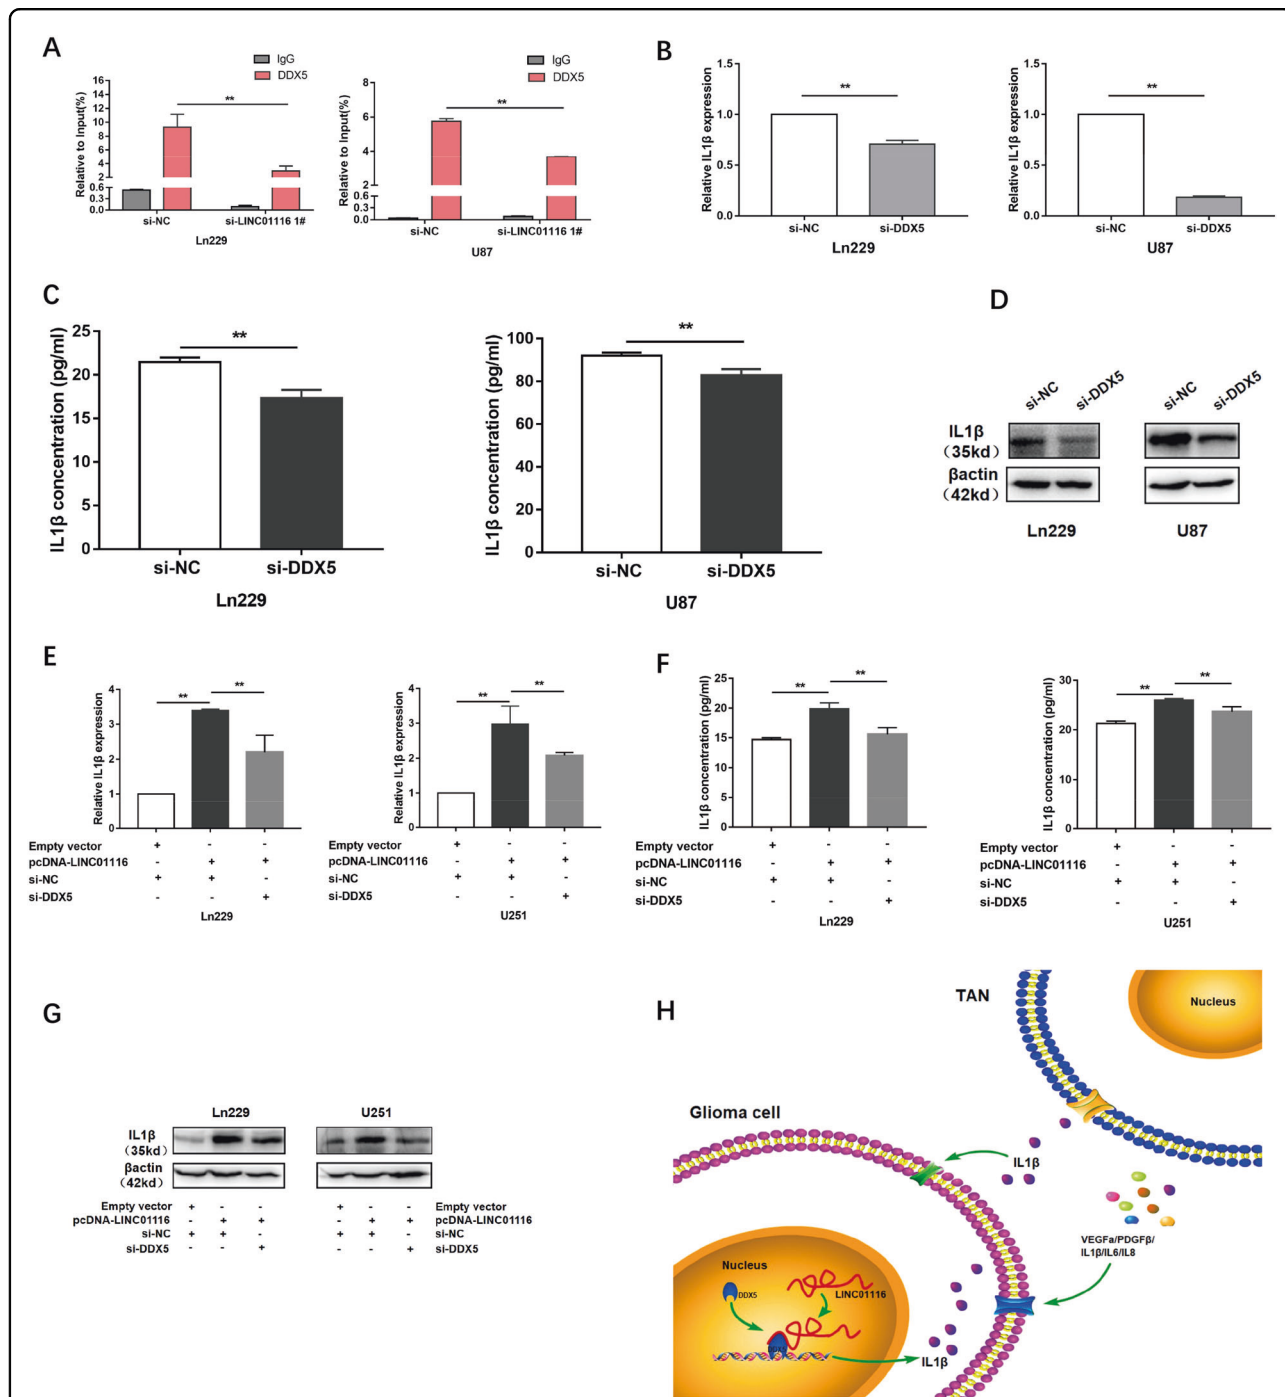 A
IgG
DDX5
Relative to Input(%)
16
14
12
10
8
6
4
2
0.6
0.3
0.0
**
si-NC
si-LINC01116 1#
Ln229
IgG
DDX5
Relative to Input(%)
8
6
4
2
0.6
0.4
0.2
0.0
**
si-NC
si-LINC01116 1#
U87
B
Relative IL1β expression
1.5
1.0
0.5
0.0
**
si-NC
si-DDX5
Ln229
Relative IL1β expression
1.5
1.0
0.5
0.0
**
si-NC
si-DDX5
U87
C
IL1β concentration (pg/ml)
25
20
15
10
5
0
**
si-NC
si-DDX5
Ln229
IL1β concentration (pg/ml)
100
80
60
40
20
0
**
si-NC
si-DDX5
U87
D
si-NC si-DDX5
si-NC si-DDX5
IL1β
(35kd)
βactin
(42kd)
Ln229
U87
E
Relative IL1β expression
4
3
2
1
0
** **
Empty vector + - -
pcDNA-LINC01116 - + +
si-NC + + -
si-DDX5 - - +
Ln229
Relative IL1β expression
4
3
2
1
0
** **
Empty vector + - -
pcDNA-LINC01116 - + +
si-NC + + -
si-DDX5 - - +
U251
F
IL1β concentration (pg/ml)
25
20
15
10
5
0
** **
Empty vector + - -
pcDNA-LINC01116 - + +
si-NC + + -
si-DDX5 - - +
Ln229
IL1β concentration (pg/ml)
30
20
10
0
** **
Empty vector + - -
pcDNA-LINC01116 - + +
si-NC + + -
si-DDX5 - - +
U251
G
Ln229
U251
IL1β
(35kd)
βactin
(42kd)
Empty vector + - - + - - Empty vector
pcDNA-LINC01116 - + + - + + pcDNA-LINC01116
si-NC + + - + + - si-NC
si-DDX5 - - + - - + si-DDX5
H
TAN
Nucleus
Glioma cell
IL1β
VEGFa/PDGFβ/
IL1β/IL6/IL8
Nucleus
DDX5
LINC01116
DDX5
IL1β